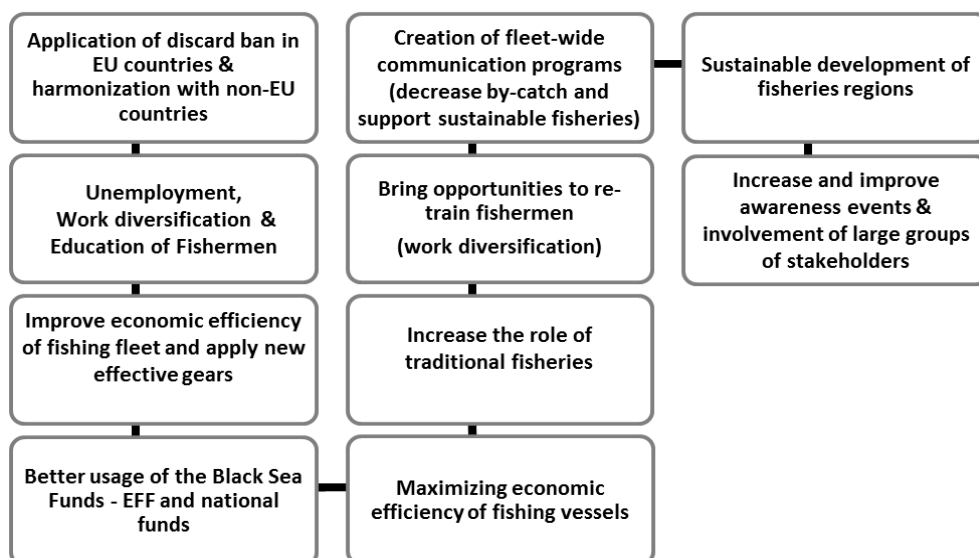 Application of discard ban in
EU countries &
harmonization with non-EU
countries
Unemployment,
Work diversification &
Education of Fishermen
Improve economic efficiency
of fishing fleet and apply new
effective gears
Better usage of the Black Sea
Funds - EFF and national
funds
Maximizing economic
efficiency of fishing vessels
Increase the role of
traditional fisheries
Bring opportunities to re-
train fishermen
(work diversification)
Creation of fleet-wide
communication programs
(decrease by-catch and
support sustainable fisheries)
Sustainable development of
fisheries regions
Increase and improve
awareness events &
involvement of large groups
of stakeholders